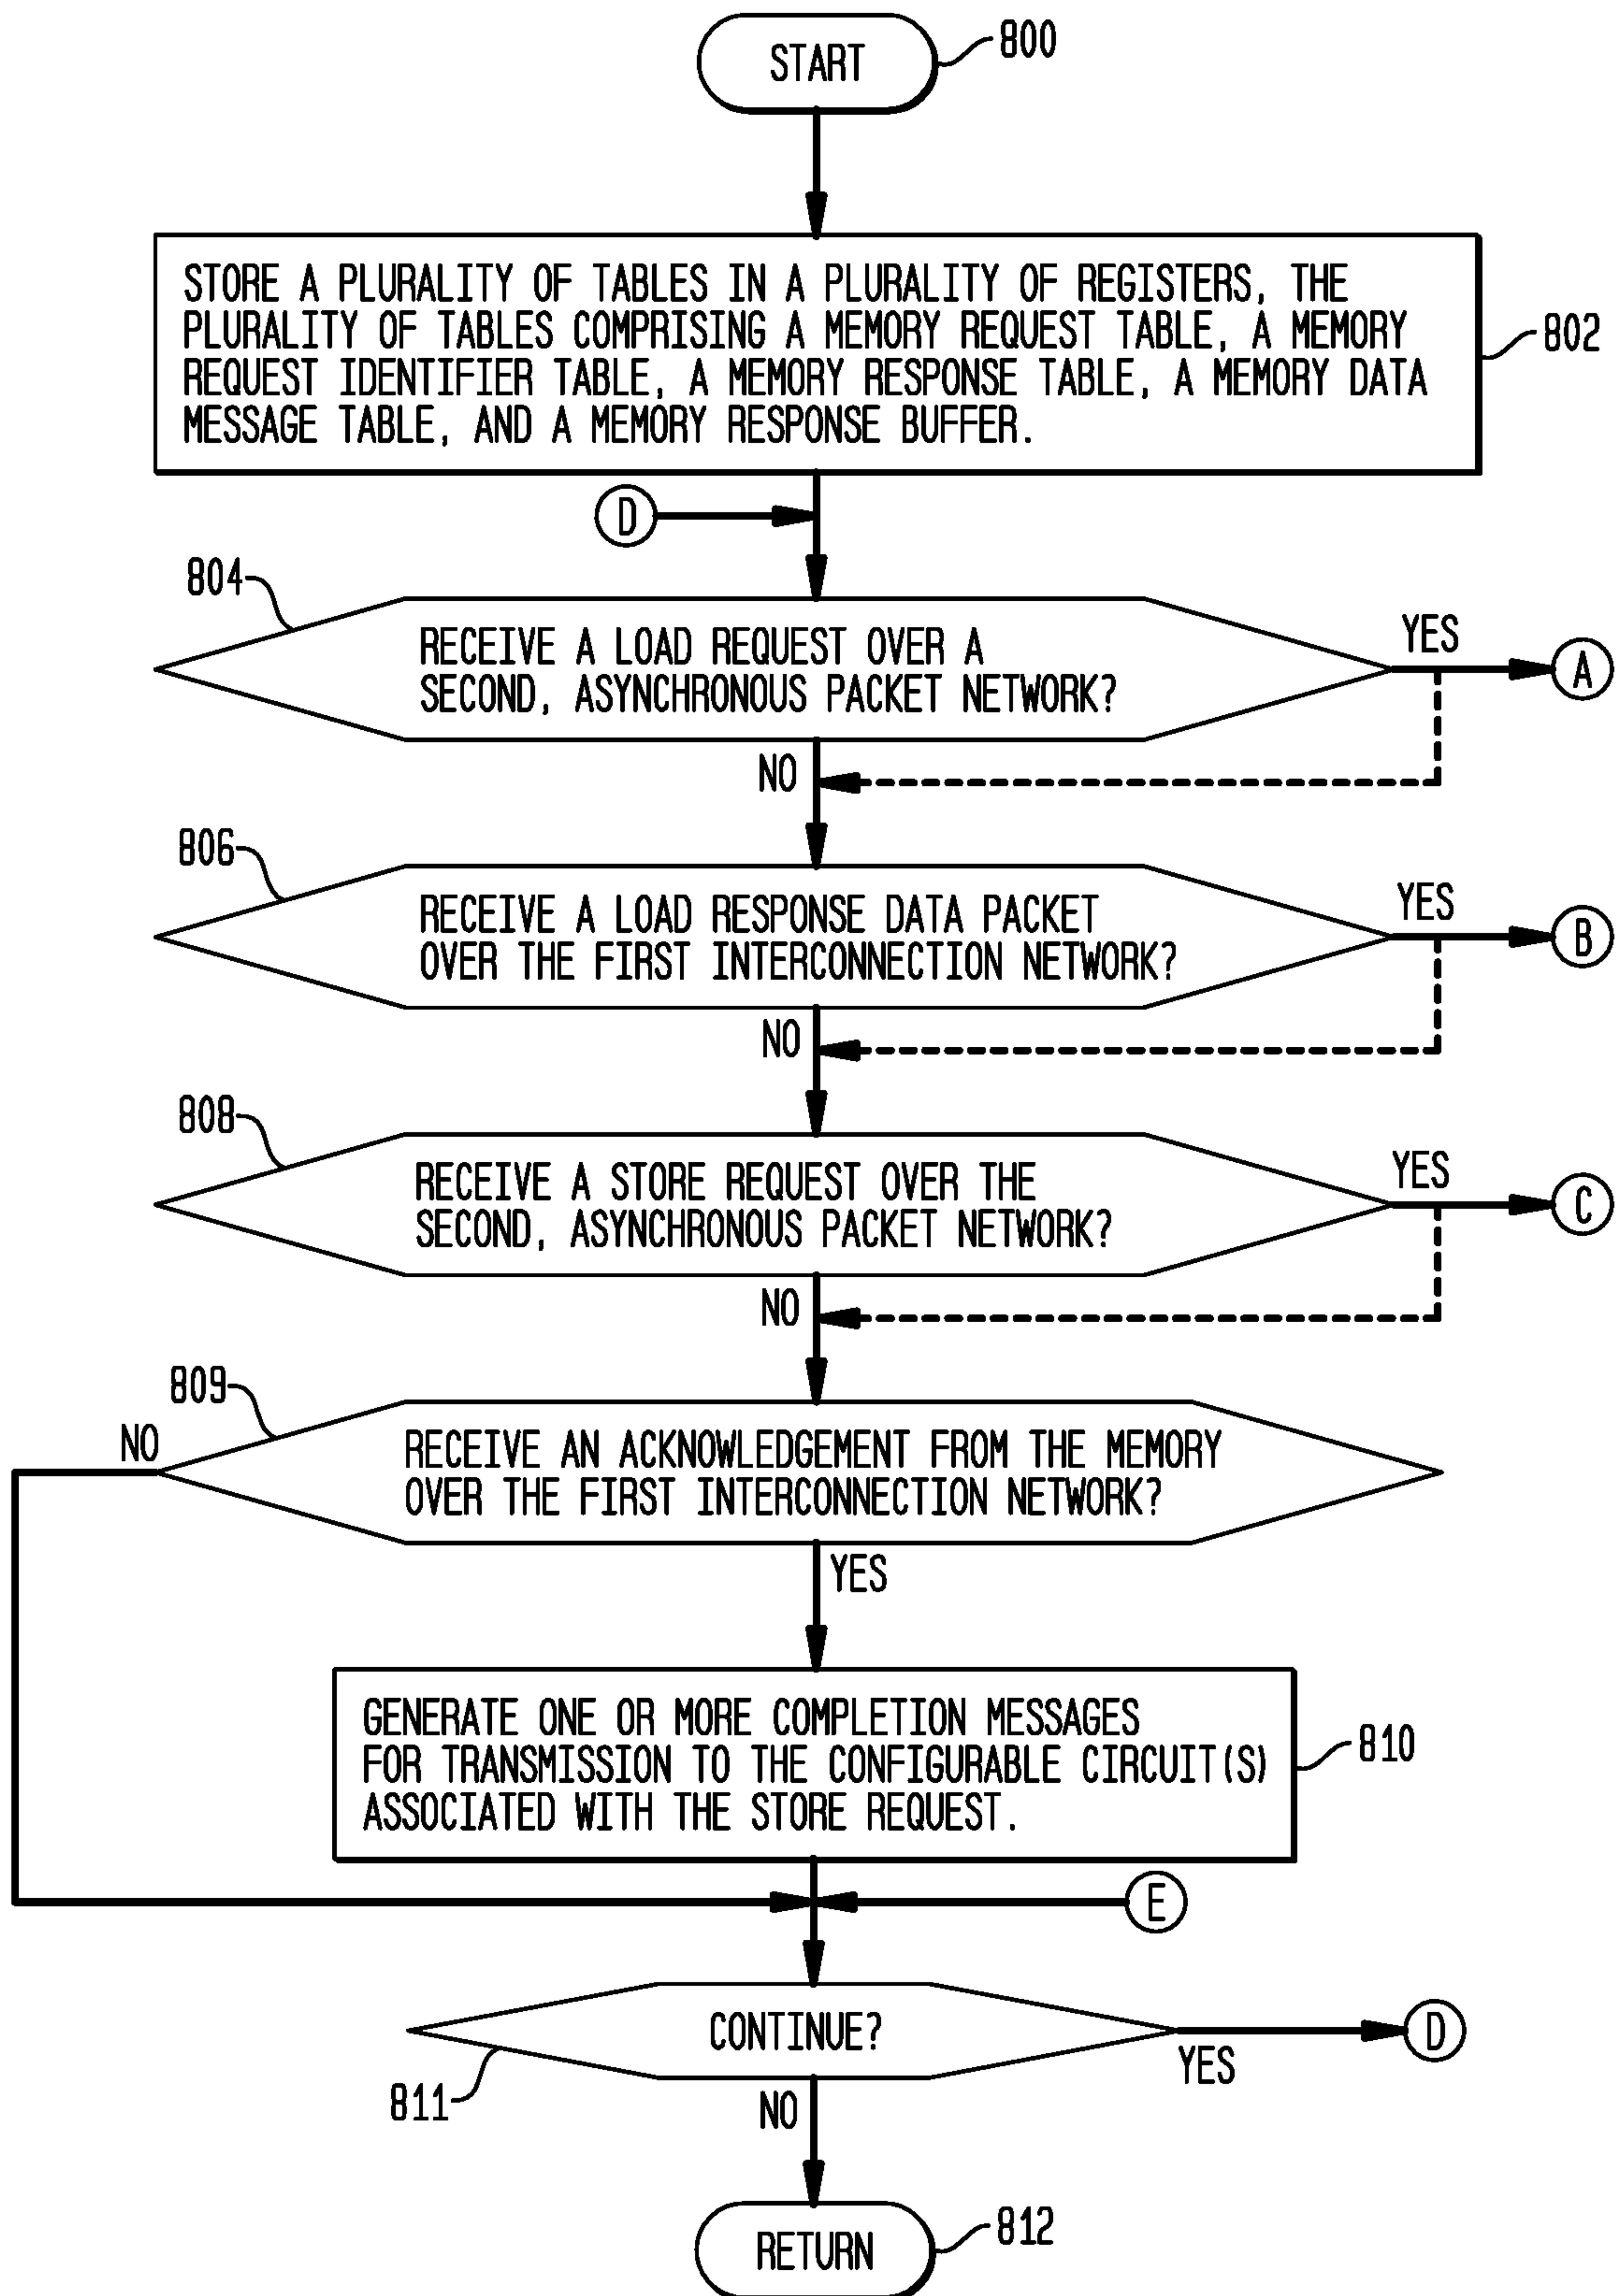 START
800
STORE A PLURALITY OF TABLES IN A PLURALITY OF REGISTERS, THE
PLURALITY OF TABLES COMPRISING A MEMORY REQUEST TABLE, A MEMORY
REQUEST IDENTIFIER TABLE, A MEMORY RESPONSE TABLE, A MEMORY DATA
MESSAGE TABLE, AND A MEMORY RESPONSE BUFFER.
802
D
804
RECEIVE A LOAD REQUEST OVER A
SECOND, ASYNCHRONOUS PACKET NETWORK?
YES
A
NO
806
RECEIVE A LOAD RESPONSE DATA PACKET
OVER THE FIRST INTERCONNECTION NETWORK?
YES
B
NO
808
RECEIVE A STORE REQUEST OVER THE
SECOND, ASYNCHRONOUS PACKET NETWORK?
YES
C
NO
809
NO
RECEIVE AN ACKNOWLEDGEMENT FROM THE MEMORY
OVER THE FIRST INTERCONNECTION NETWORK?
YES
GENERATE ONE OR MORE COMPLETION MESSAGES
FOR TRANSMISSION TO THE CONFIGURABLE CIRCUIT(S)
ASSOCIATED WITH THE STORE REQUEST.
810
E
CONTINUE?
D
YES
811
NO
RETURN
812